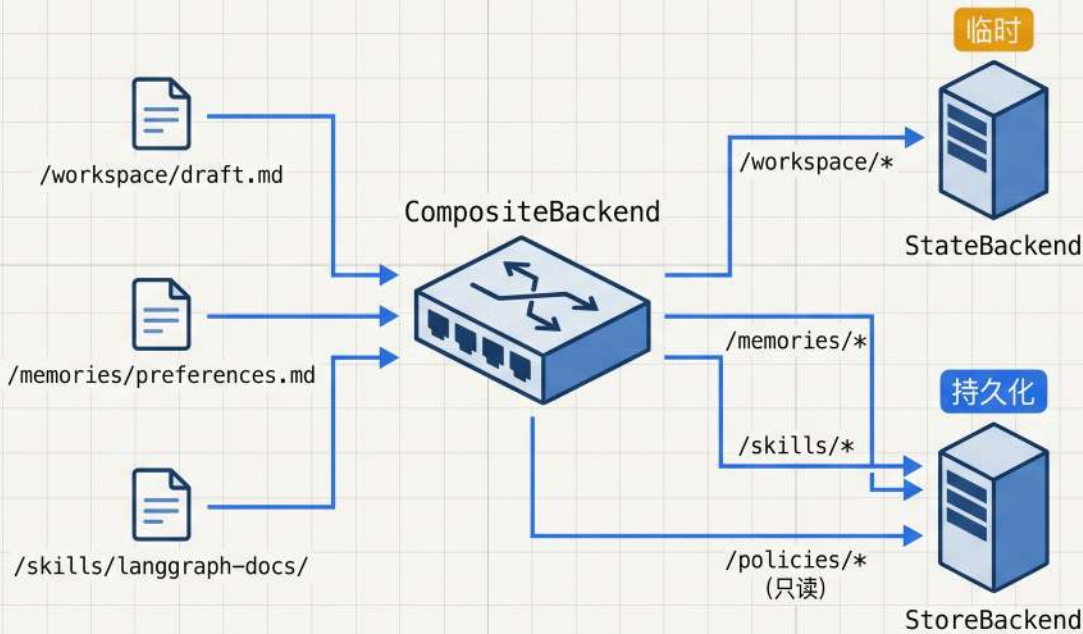 临时
/workspace/draft.md
/workspace/*
CompositeBackend
StateBackend
/memories/preferences.md
/memories/*
持久化
/skills/*
/skills/langgraph-docs/
/policies/*
(只读)
StoreBackend